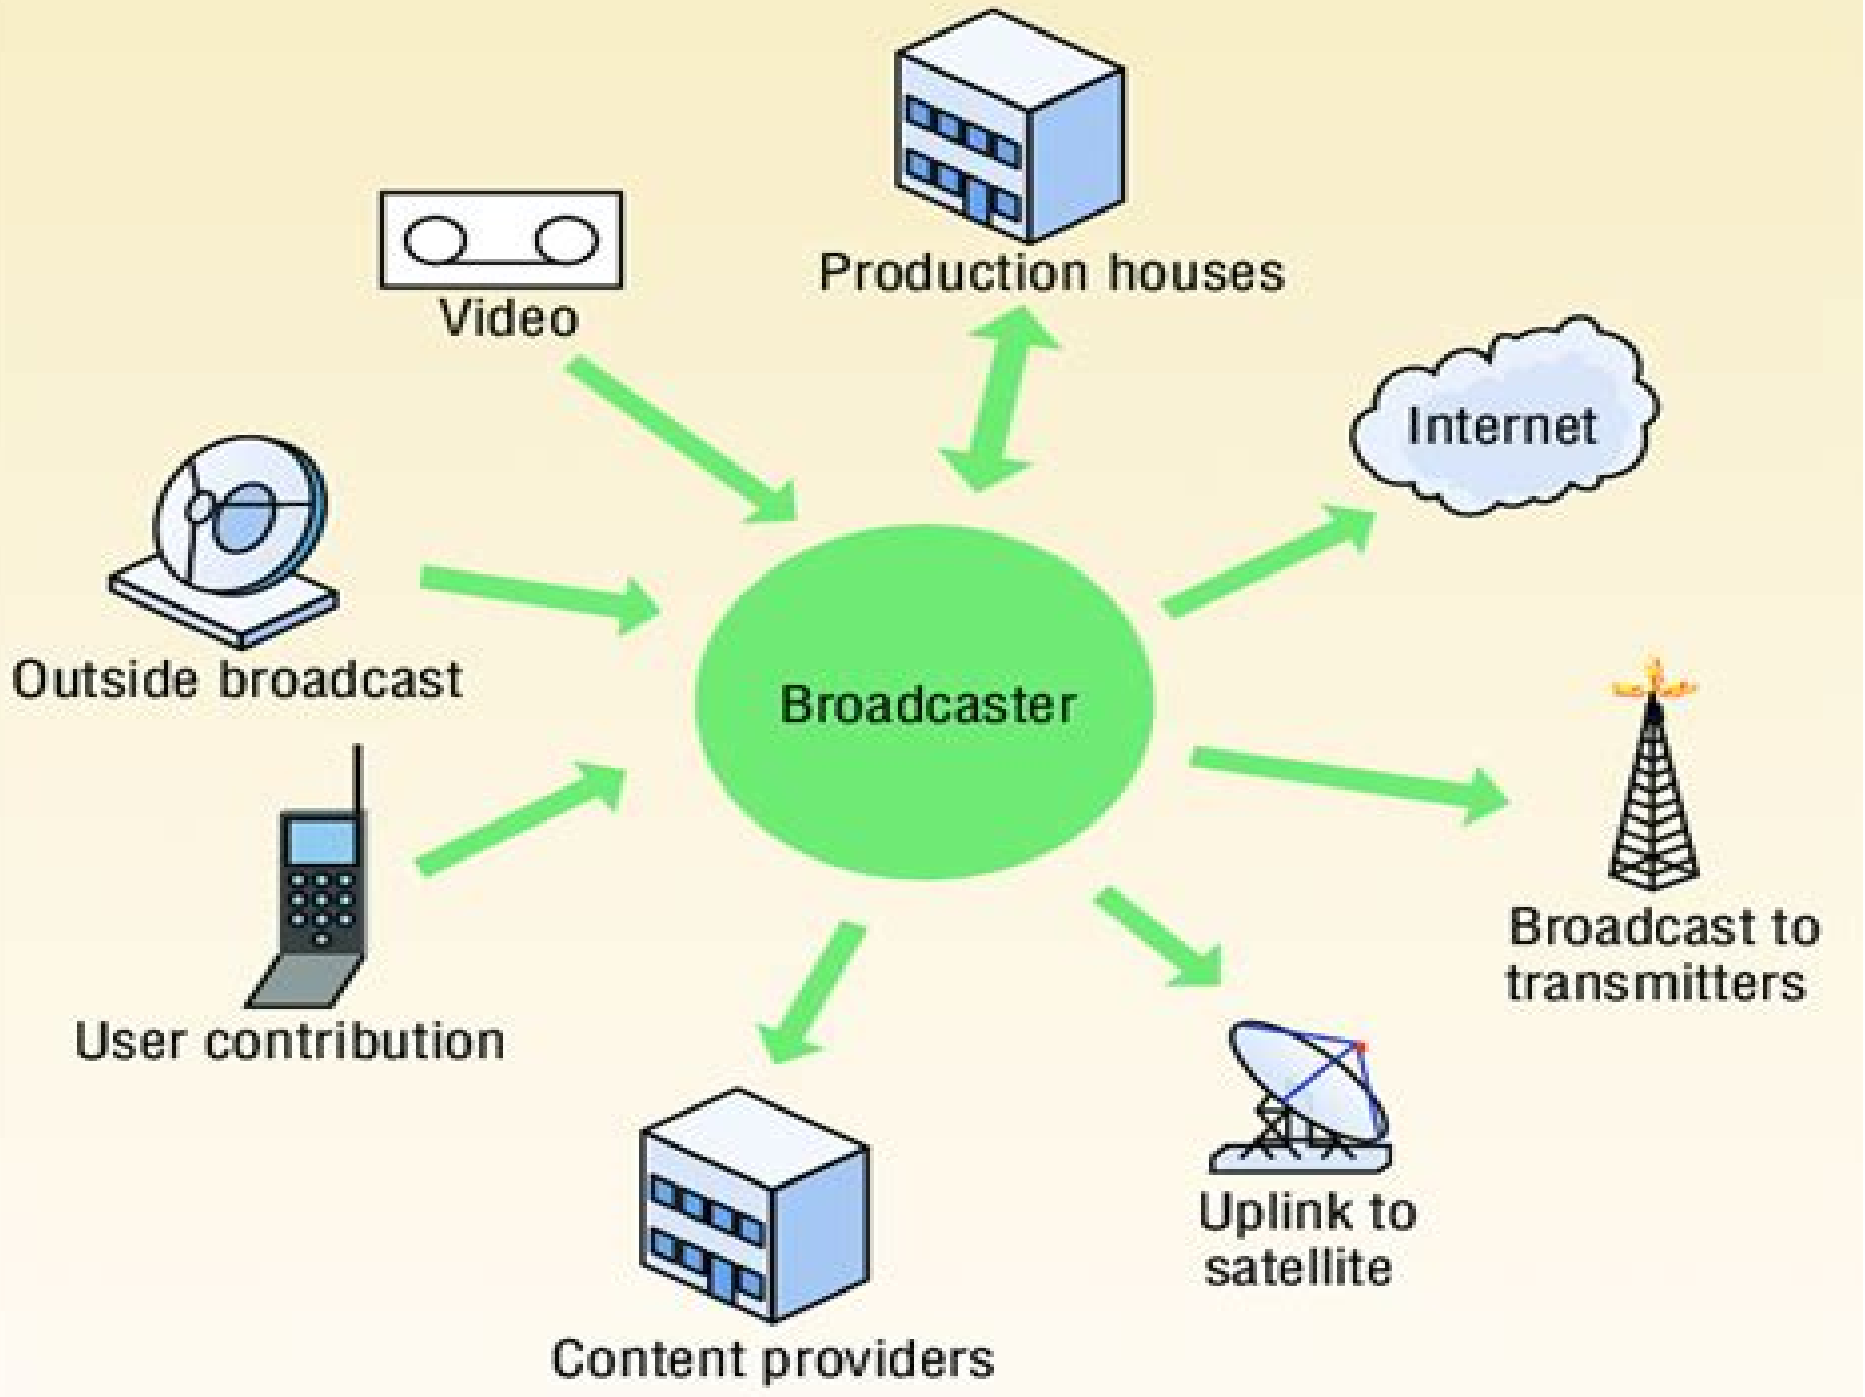 Production houses
Video
Internet
Outside broadcast
Broadcaster
Broadcast to
transmitters
User contribution
Uplink to
satellite
Content providers